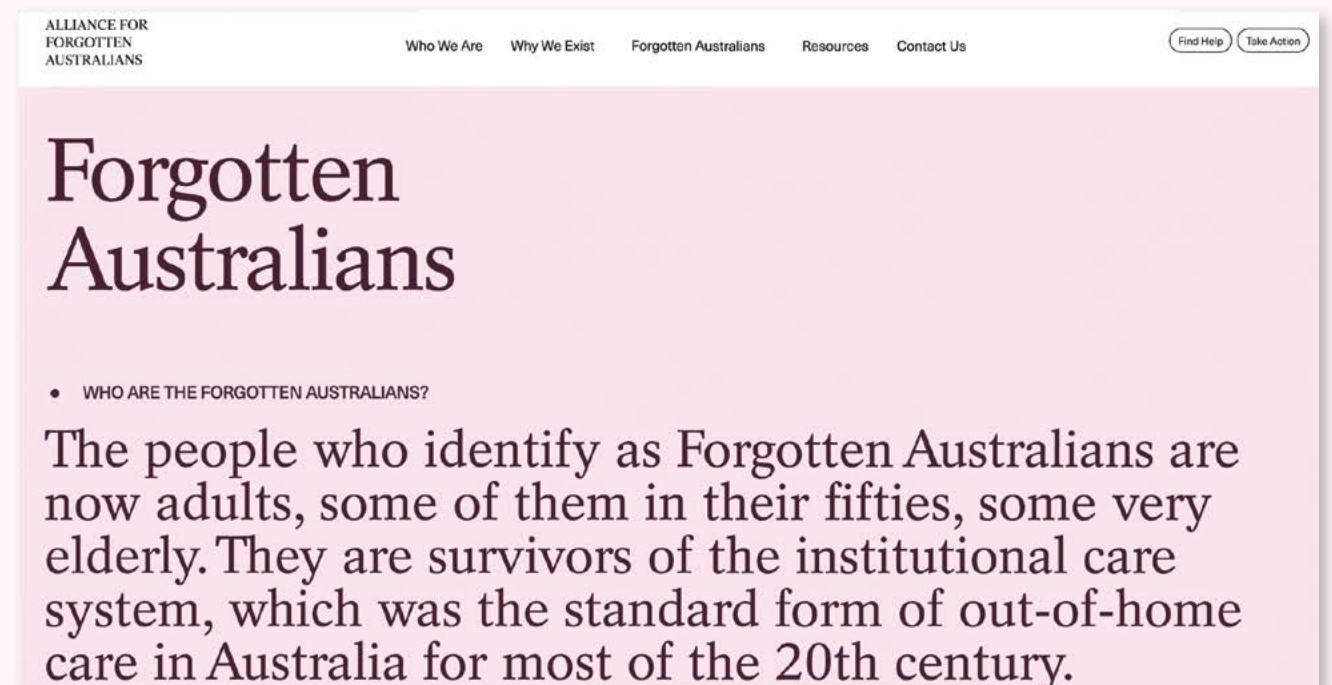 ALLIANCE FOR
FORGOTTEN
AUSTRALIANS
Who We Are Why We Exist Forgotten Australians Resources Contact Us
Find Help Take Action
Forgotten
Australians
• WHO ARE THE FORGOTTEN AUSTRALIANS?
The people who identify as Forgotten Australians are
now adults, some of them in their fifties, some very
elderly. They are survivors of the institutional care
system, which was the standard form of out-of-home
care in Australia for most of the 20th century.